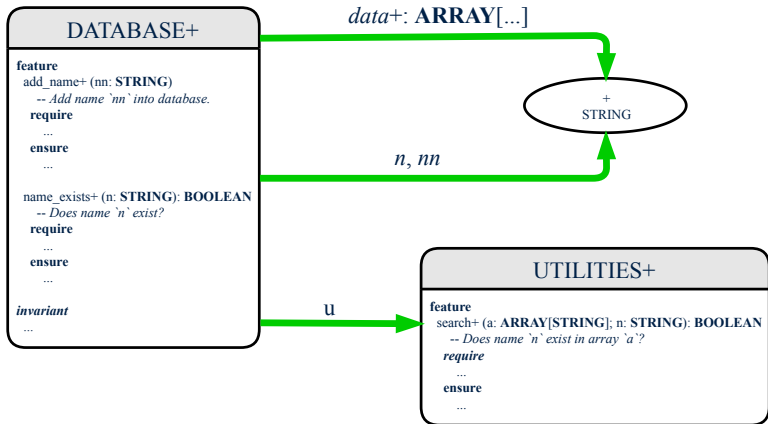 DATABASE+
feature
add_name+ (nn: STRING)
-- Add name `nn` into database.
require
...
ensure
...
name_exists+ (n: STRING): BOOLEAN
-- Does name `n` exist?
require
...
ensure
...
invariant
...
data+: ARRAY[...]
+
STRING
n, nn
u
UTILITIES+
feature
search+ (a: ARRAY[STRING]; n: STRING): BOOLEAN
-- Does name `n` exist in array `a`?
require
...
ensure
...